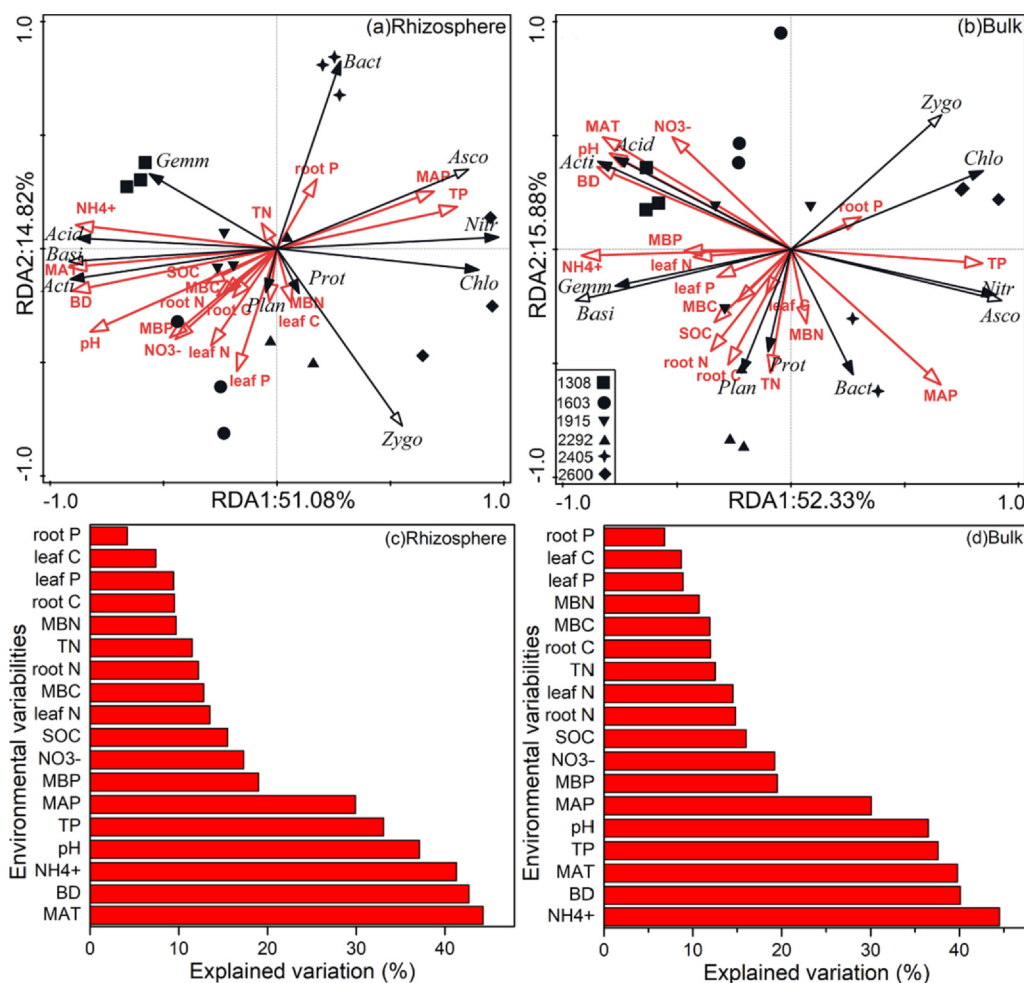 (a)Rhizosphere
1.0
RDA2:14.82%
-1.0
Bact
Gemm
root P
Asco
MAP
TP
TN
NH4+
Acid
Nitr
Basi
MAT
SOC
Prot
Chlo
Acti
BD
MBC
root N
root C
Plan
MBN
leaf C
pH
MBP
NO3-
leaf N
leaf P
Zygo
-1.0
RDA1:51.08%
1.0
(b)Bulk
1.0
RDA2:15.88%
-1.0
Zygo
MAT
NO3-
Acid
pH
Acti
Chlo
BD
root P
MBP
NH4+
leaf N
TP
Gemm
leaf P
Nitr
Basi
MBC
leaf C
Asco
SOC
MBN
root N
Prot
root C
TN
Plan
Bact
MAP
1308
1603
1915
2292
2405
2600
-1.0
RDA1:52.33%
1.0
(c)Rhizosphere
Environmental variabilities
root P
leaf C
leaf P
root C
MBN
TN
root N
MBC
leaf N
SOC
NO3-
MBP
MAP
TP
pH
NH4+
BD
MAT
0 10 20 30 40
Explained variation (%)
(d)Bulk
Environmental variabilities
root P
leaf C
leaf P
MBN
MBC
root C
TN
leaf N
root N
SOC
NO3-
MBP
MAP
pH
TP
MAT
BD
NH4+
0 10 20 30 40
Explained variation (%)